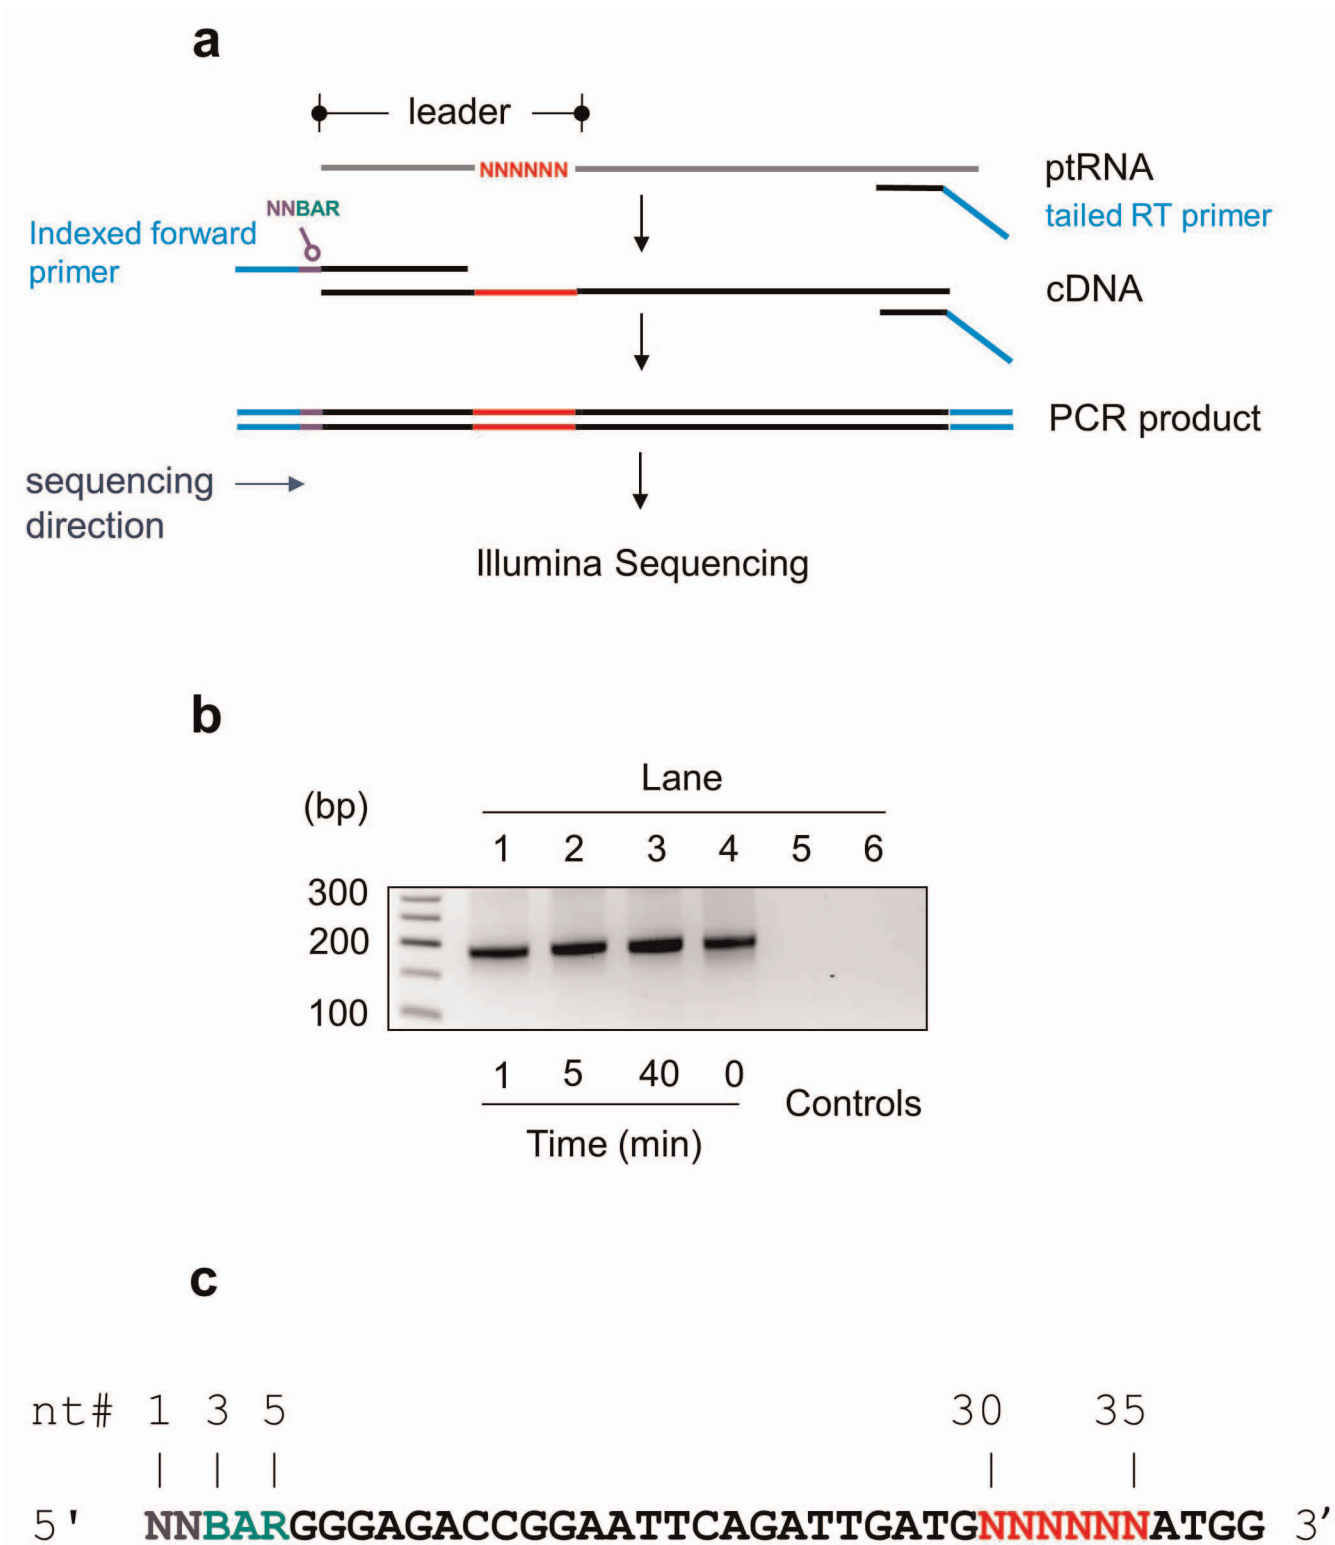 a
leader
NNNNNN
ptRNA
tailed RT primer
NNBAR
Indexed forward
primer
cDNA
PCR product
sequencing
direction
Illumina Sequencing
b
Lane
(bp)
1 2 3 4 5 6
300
200
100
1 5 40 0
Controls
Time (min)
c
nt# 1 3 5 30 35
5' NNBARGGGAGACCGGAATTCAGATTGATGNNNNNNATGG 3'